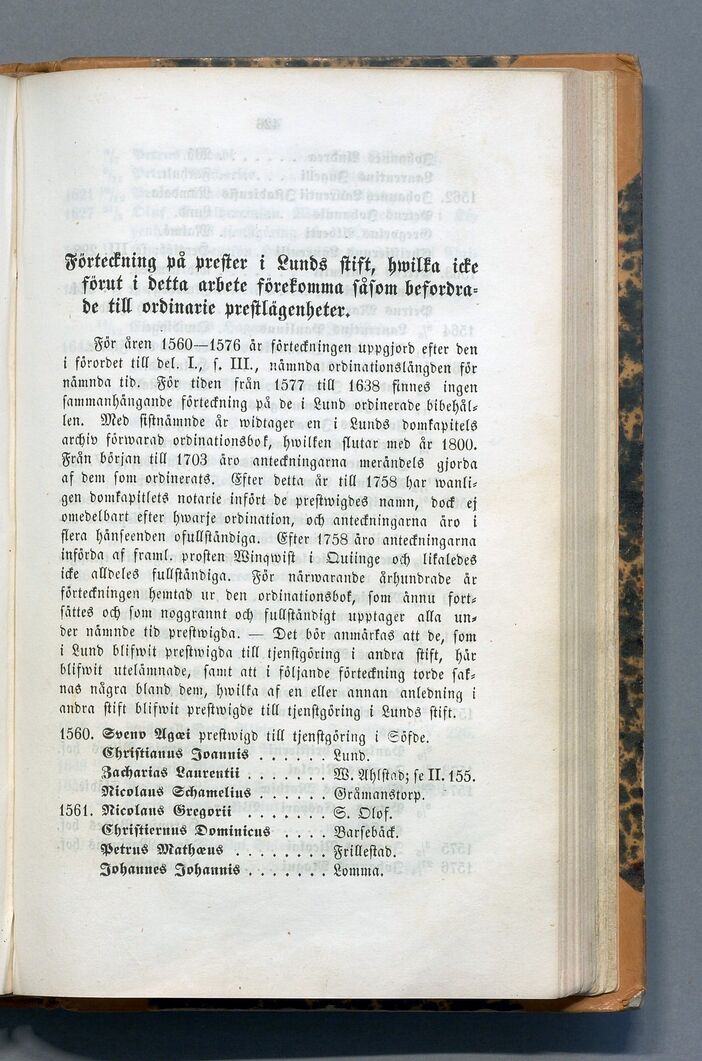 Förteckning på prester i Lunds stift, hwilka icke
förut i detta arbete förekomma såsom befordra-
de till ordinarie prestlägenheter.
För åren 1560—1576 är förteckningen uppgjord efter den
i förordet till del. I., s. III., nämnda ordinationslängden för
nämnda tid. För tiden från 1577 till 1638 finnes ingen
sammanhängande förteckning på de i Lund ordinerade bibehål-
len. Med sistnämnde år widtager en i Lunds domkapitels
archiv förwarad ordinationsbok, hwilken slutar med år 1800.
Från början till 1703 äro anteckningarna merändels gjorda
af dem som ordinerats. Efter detta år till 1758 har wanli-
gen domkapitlets notarie infört de prestwigdes namn, dock ej
omedelbart efter hwarje ordination, och anteckningarna äro i
flera hänseenden ofullständiga. Efter 1758 äro anteckningarna
införda af framl. prosten Winqwist i Quiinge och likaledes
icke alldeles fullständiga. För närwarande århundrade är
förteckningen hemtad ur den ordinationsbok, som ännu fort-
sättes och som noggrannt och fullständigt upptager alla un-
der nämnde tid prestwigda. — Det bör anmärkas att de, som
i Lund blifwit prestwigda till tjenstgöring i andra stift, här
blifwit utelämnade, samt att i följande förteckning torde sak-
nas några bland dem, hwilka af en eller annan anledning i
andra stift blifwit prestwigde till tjenstgöring i Lunds stift.
1560. Sveno Agæi prestwigd till tjenstgöring i Söfde.
Christianus Joannis . . . . . . Lund.
Zacharias Laurentii . . . . . . . W. Ahlstad; se II. 155.
Nicolaus Schamelius . . . . . . Gråmanstorp.
1561. Nicolaus Gregorii . . . . . . . S. Olof.
Christiernus Dominicus . . . . Barsebäck.
Petrus Mathæus . . . . . . . . Frillestad.
Johannes Johannis . . . . . . . Lomma.